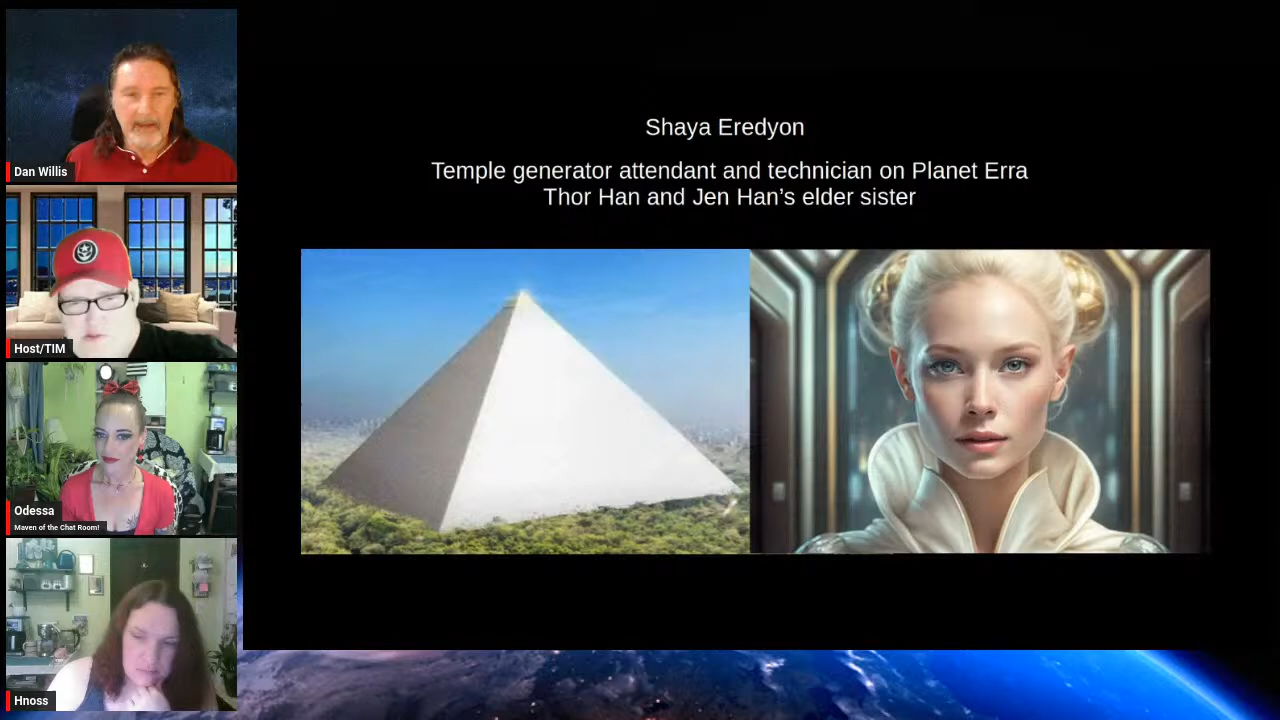 Dan Willis
Host/TIM
Odessa
Maven of the Chat Room!
Hnoss
Shaya Eredyon
Temple generator attendant and technician on Planet Erra
Thor Han and Jen Han’s elder sister